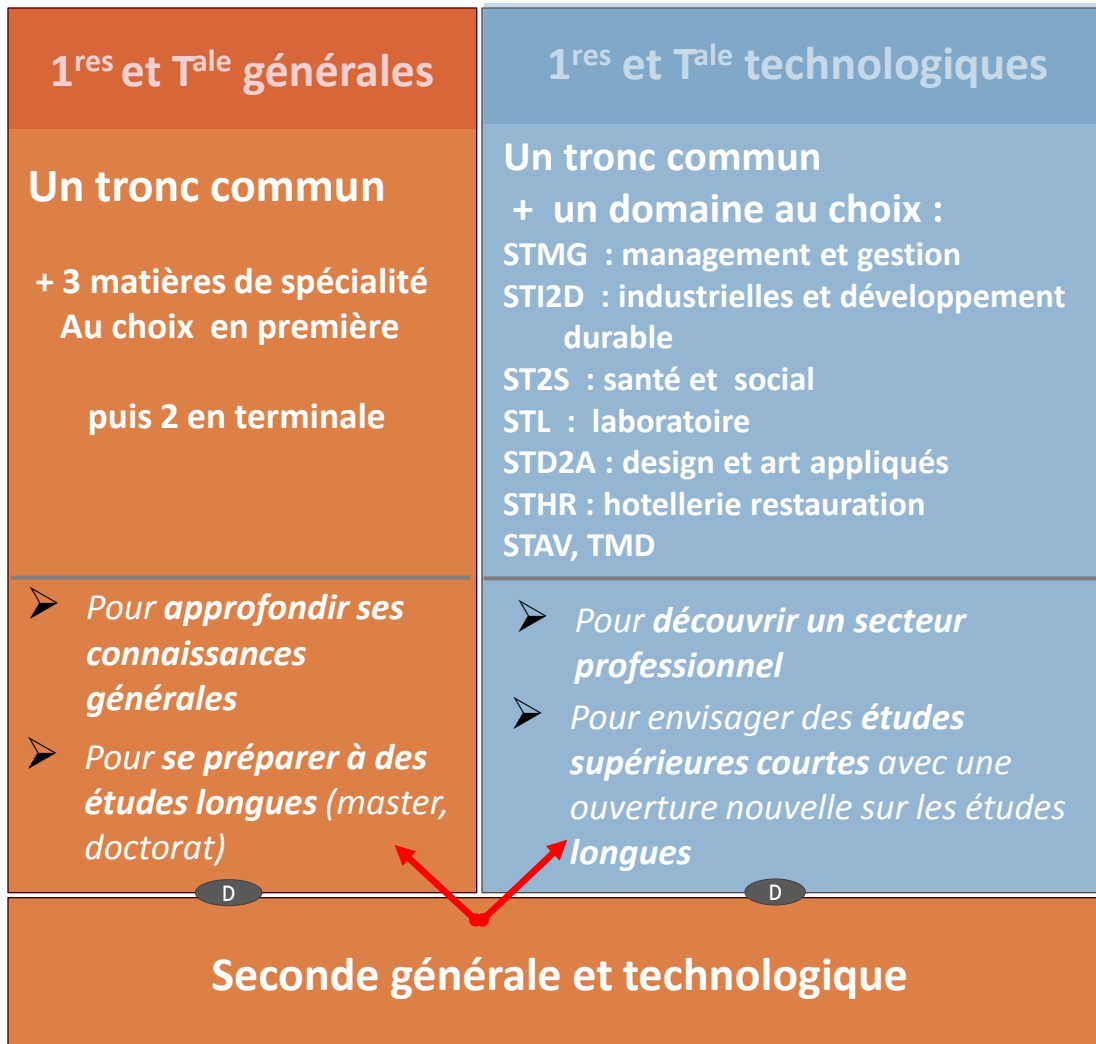 1res et Tale générales
Un tronc commun
+ 3 matières de spécialité
Au choix en première
puis 2 en terminale
➢ Pour approfondir ses
connaissances
générales
➢ Pour se préparer à des
études longues (master,
doctorat)
D
1res et Tale technologiques
Un tronc commun
+ un domaine au choix :
STMG : management et gestion
STI2D : industrielles et développement
durable
ST2S : santé et social
STL : laboratoire
STD2A : design et art appliqués
STHR : hotellerie restauration
STAV, TMD
➢ Pour découvrir un secteur
professionnel
➢ Pour envisager des études
supérieures courtes avec une
ouverture nouvelle sur les études
longues
D
Seconde générale et technologique